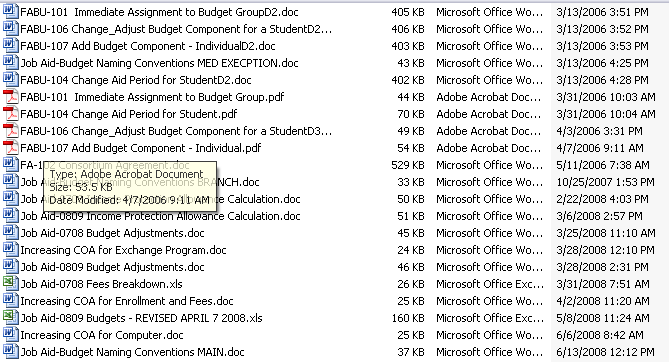 FABU-101 Immediate Assignment to Budget GroupD2.doc 405 KB Microsoft Office Wo... 3/13/2006 3:51 PM
FABU-106 Change_Adjust Budget Component for a StudentD2... 406 KB Microsoft Office Wo... 3/13/2006 3:52 PM
FABU-107 Add Budget Component - IndividualD2.doc 403 KB Microsoft Office Wo... 3/13/2006 3:53 PM
Job Aid-Budget Naming Conventions MED EXECPTION.doc 43 KB Microsoft Office Wo... 3/13/2006 4:25 PM
FABU-104 Change Aid Period for StudentD2.doc 402 KB Microsoft Office Wo... 3/13/2006 4:28 PM
FABU-101 Immediate Assignment to Budget Group.pdf 44 KB Adobe Acrobat Doc... 3/31/2006 10:03 AM
FABU-104 Change Aid Period for Student.pdf 70 KB Adobe Acrobat Doc... 3/31/2006 10:04 AM
FABU-106 Change_Adjust Budget Component for a StudentD3... 49 KB Adobe Acrobat Doc... 4/3/2006 3:31 PM
FABU-107 Add Budget Component - Individual.pdf 54 KB Adobe Acrobat Doc... 4/7/2006 9:11 AM
FA-102 Consortium Agreement.doc 529 KB Microsoft Office Wo... 5/11/2006 7:38 AM
Type: Adobe Acrobat Document
Size: 53.5 KB
Date Modified: 4/7/2006 9:11 AM
Job Aid-Budget Naming Conventions BRANCH.doc 33 KB Microsoft Office Wo... 10/25/2007 1:53 PM
Job Allowance Calculation.doc 50 KB Microsoft Office Wo... 2/22/2008 4:03 PM
Job Aid-0809 Income Protection Allowance Calculation.doc 51 KB Microsoft Office Wo... 3/6/2008 2:57 PM
Job Aid-0708 Budget Adjustments.doc 45 KB Microsoft Office Wo... 3/25/2008 11:10 AM
Increasing COA for Exchange Program.doc 24 KB Microsoft Office Wo... 3/28/2008 12:10 PM
Job Aid-0809 Budget Adjustments.doc 46 KB Microsoft Office Wo... 3/28/2008 2:31 PM
Job Aid-0708 Fees Breakdown.xls 26 KB Microsoft Office Exc... 3/31/2008 7:51 AM
Increasing COA for Enrollment and Fees.doc 24 KB Microsoft Office Wo... 4/2/2008 11:20 AM
Job Aid-0809 Budgets - REVISED APRIL 7 2008.xls 160 KB Microsoft Office Exc... 5/8/2008 11:24 AM
Increasing COA for Computer.doc 24 KB Microsoft Office Wo... 6/6/2008 8:42 AM
Job Aid-Budget Naming Conventions MAIN.doc 37 KB Microsoft Office Wo... 6/13/2008 12:12 PM